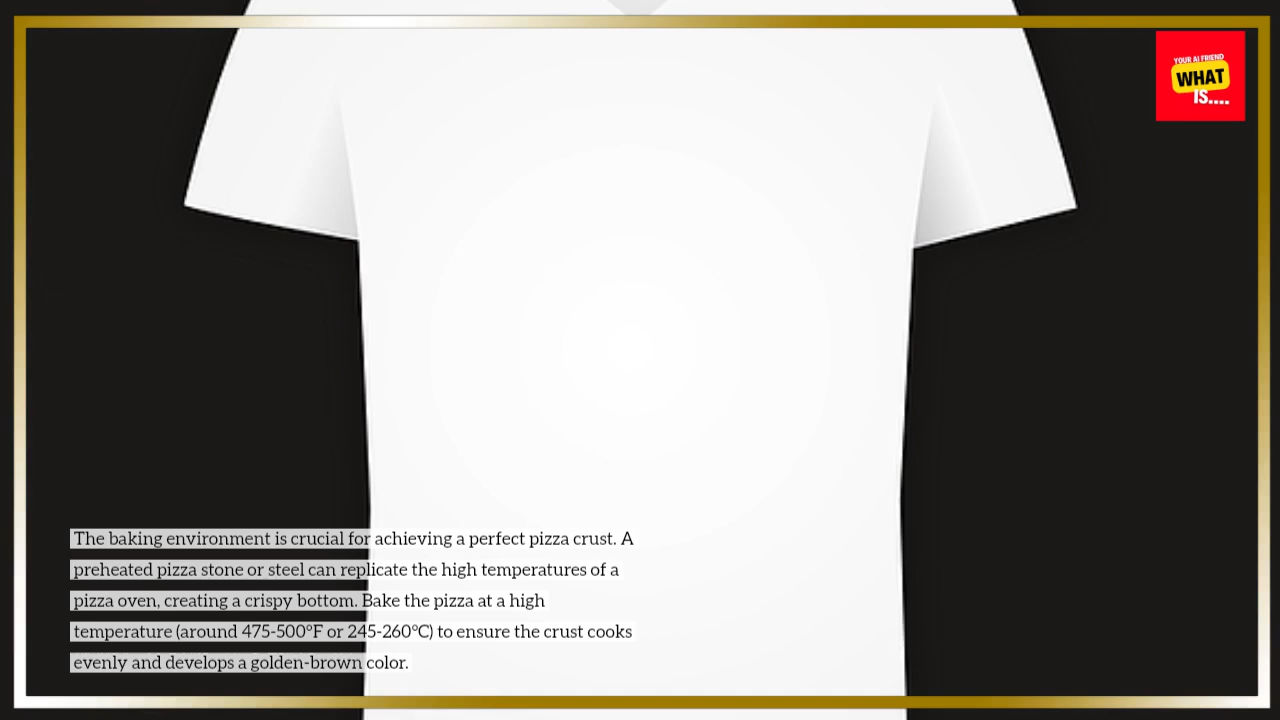 YOUR AI FRIEND
WHAT
IS....
The baking environment is crucial for achieving a perfect pizza crust. A
preheated pizza stone or steel can replicate the high temperatures of a
pizza oven, creating a crispy bottom. Bake the pizza at a high
temperature (around 475-500°F or 245-260°C) to ensure the crust cooks
evenly and develops a golden-brown color.